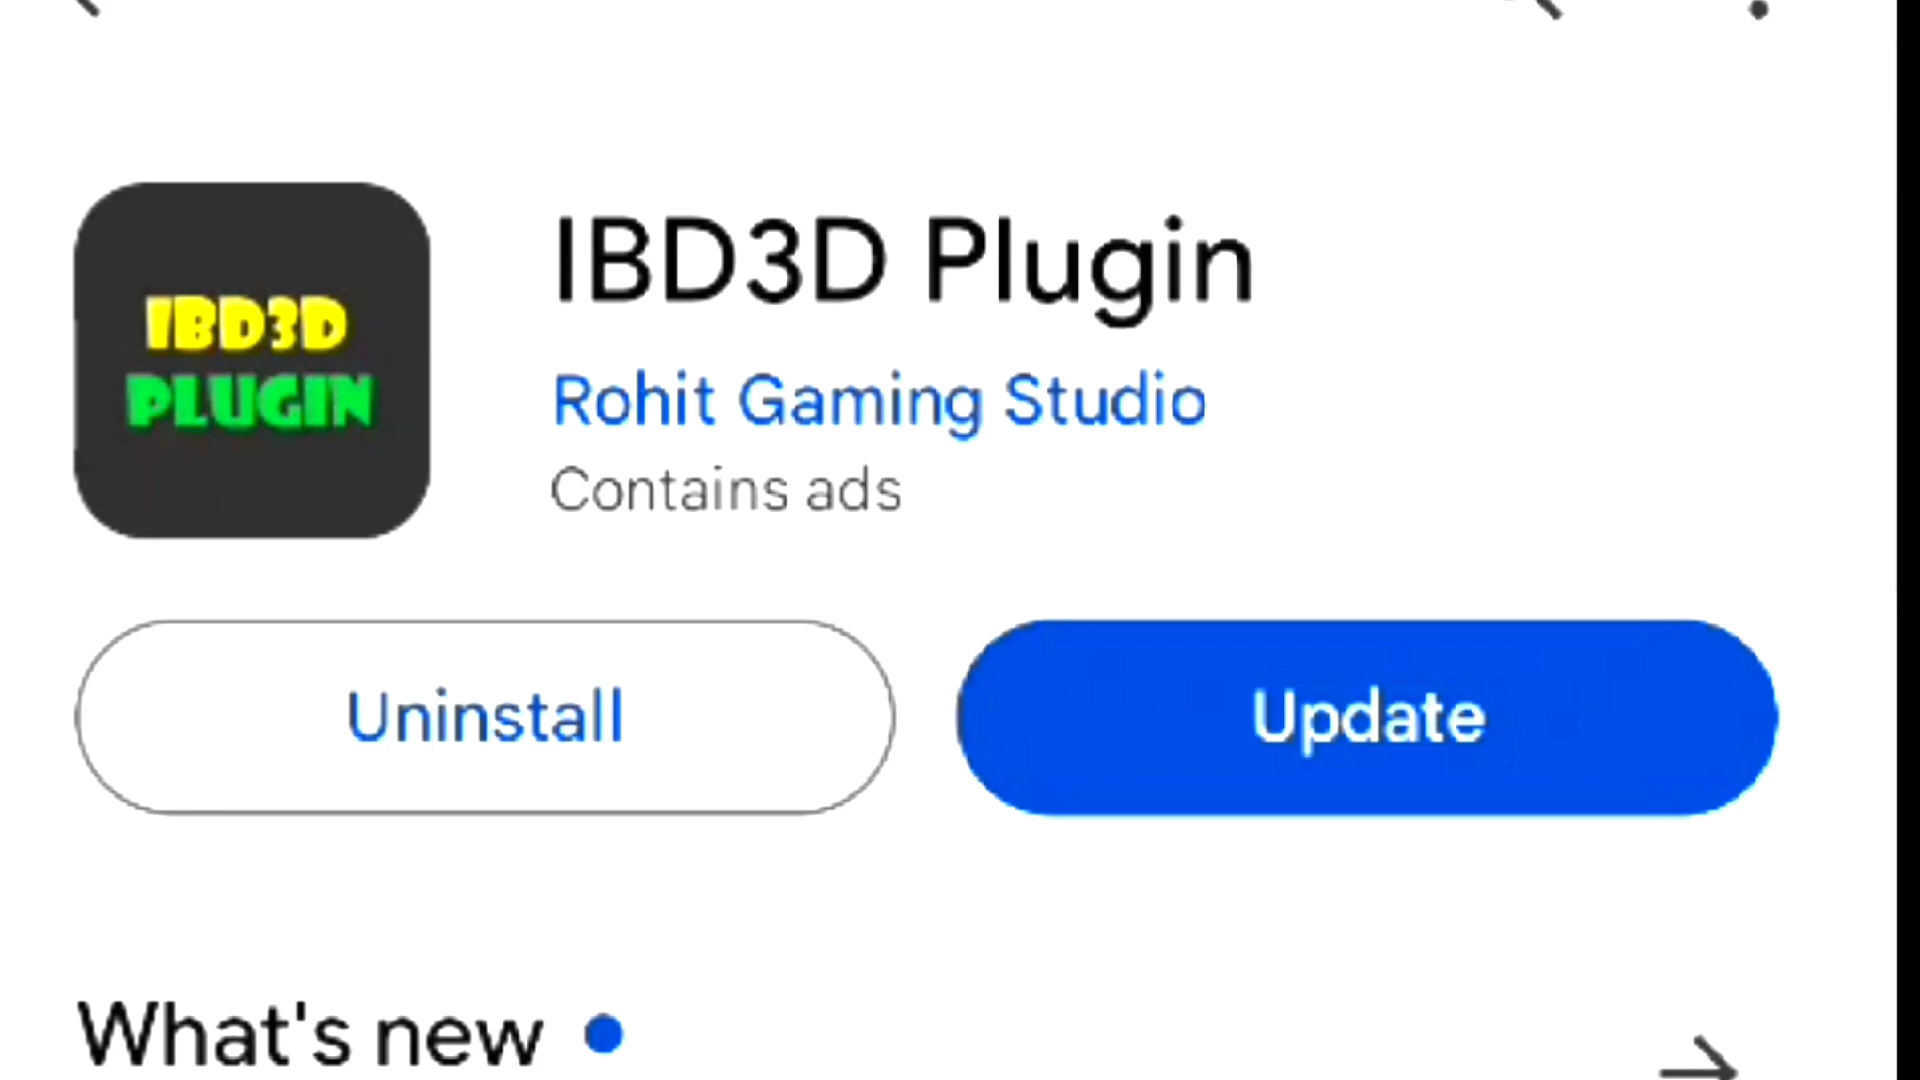 IBD3D
PLUGIN
IBD3D Plugin
Rohit Gaming Studio
Contains ads
Uninstall
Update
What's new